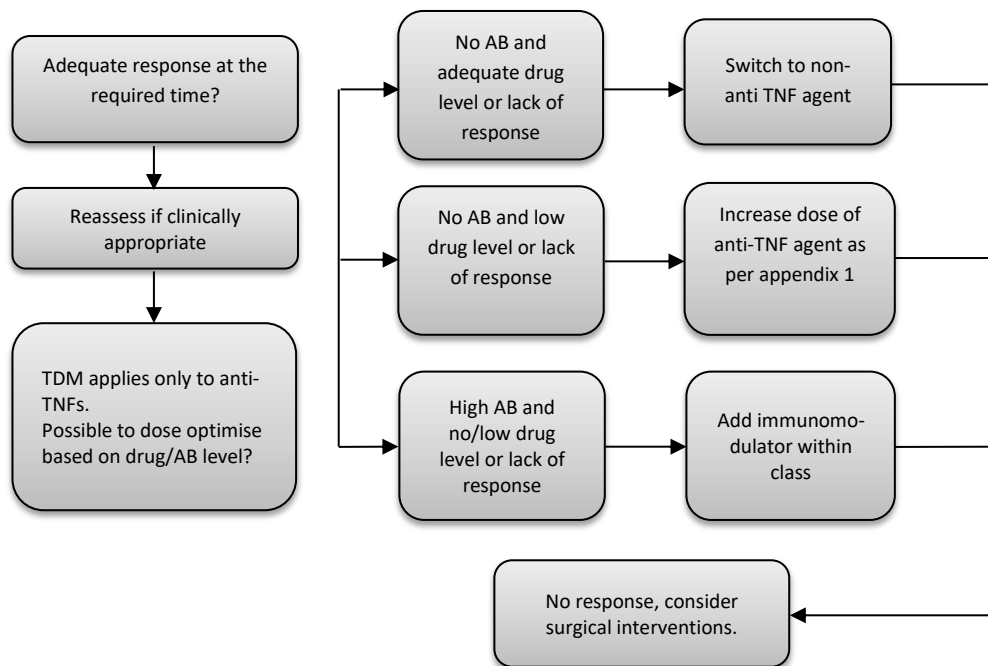 Adequate response at the
required time?
Reassess if clinically
appropriate
TDM applies only to anti-
TNFs.
Possible to dose optimise
based on drug/AB level?
No AB and
adequate drug
level or lack of
response
Switch to non-
anti TNF agent
No AB and low
drug level or lack
of response
Increase dose of
anti-TNF agent as
per appendix 1
High AB and
no/low drug
level or lack of
response
Add immunomo-
dulator within
class
No response, consider
surgical interventions.